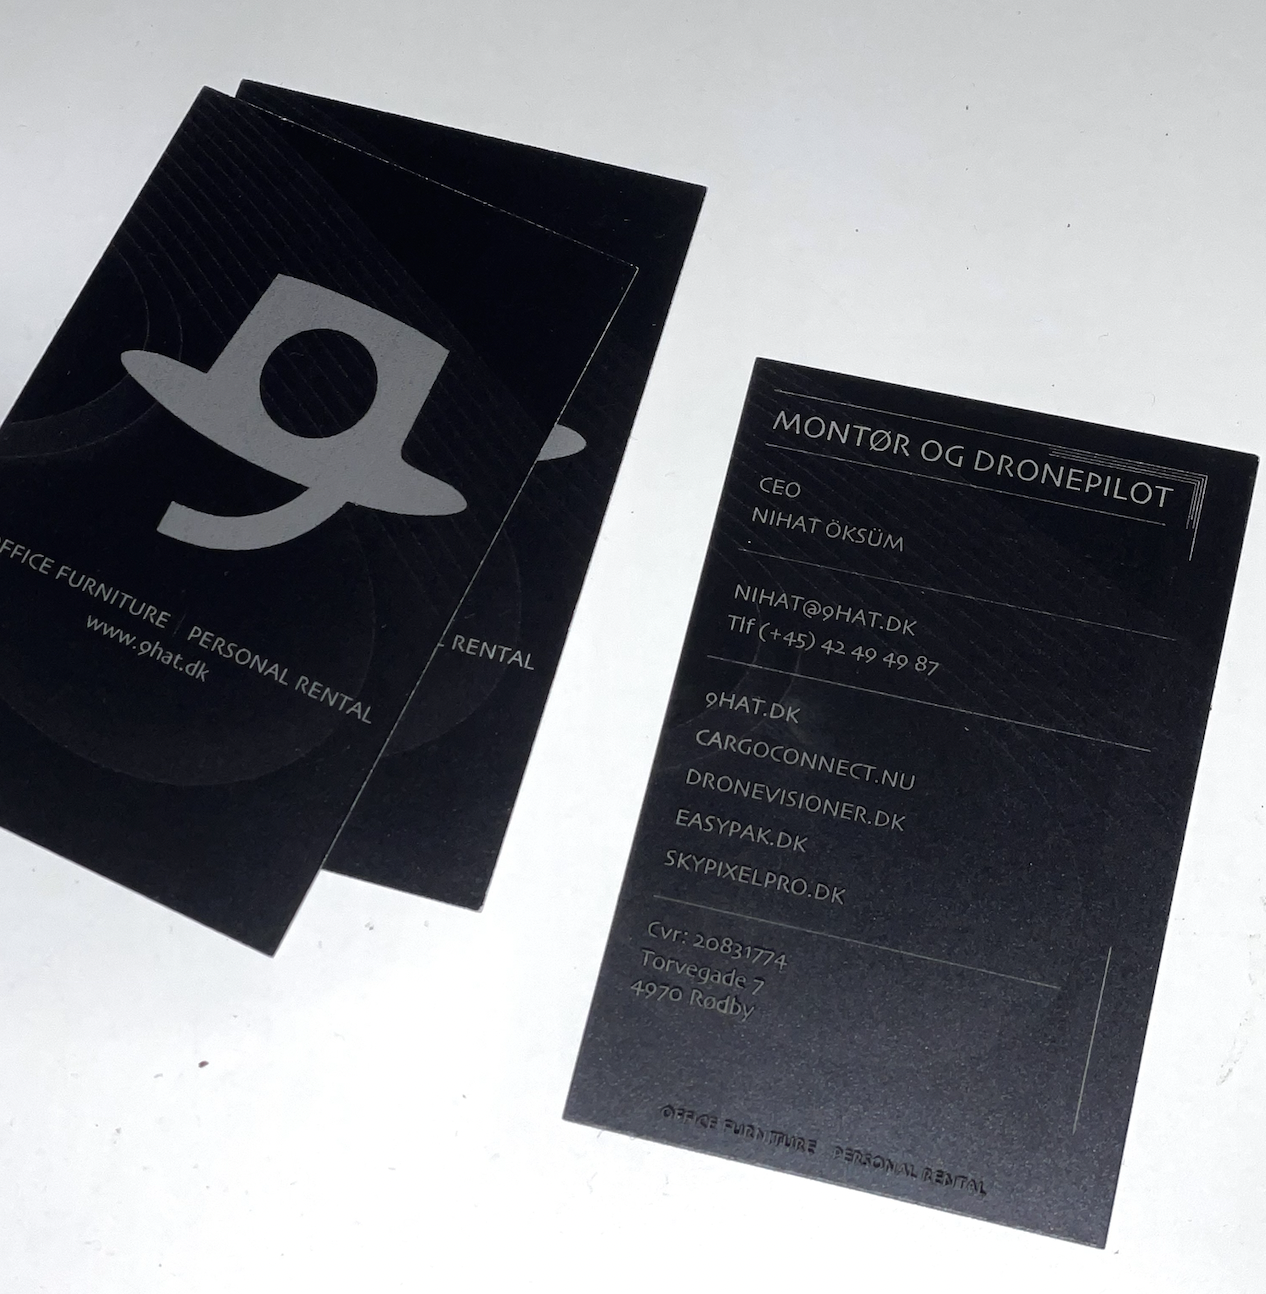 OFFICE FURNITURE | PERSONAL RENTAL
www.9hat.dk
L RENTAL
MONTØR OG DRONEPILOT
CEO
NIHAT ÖKSÜM
NIHAT@9HAT.DK
Tlf (+45) 42 49 49 87
9HAT.DK
CARGOCONNECT.NU
DRONEVISIONER.DK
EASYPAK.DK
SKYPIXELPRO.DK
Cvr: 20831774
Torvegade 7
4970 Rødby
OFFICE FURNITURE PERSONAL RENTAL